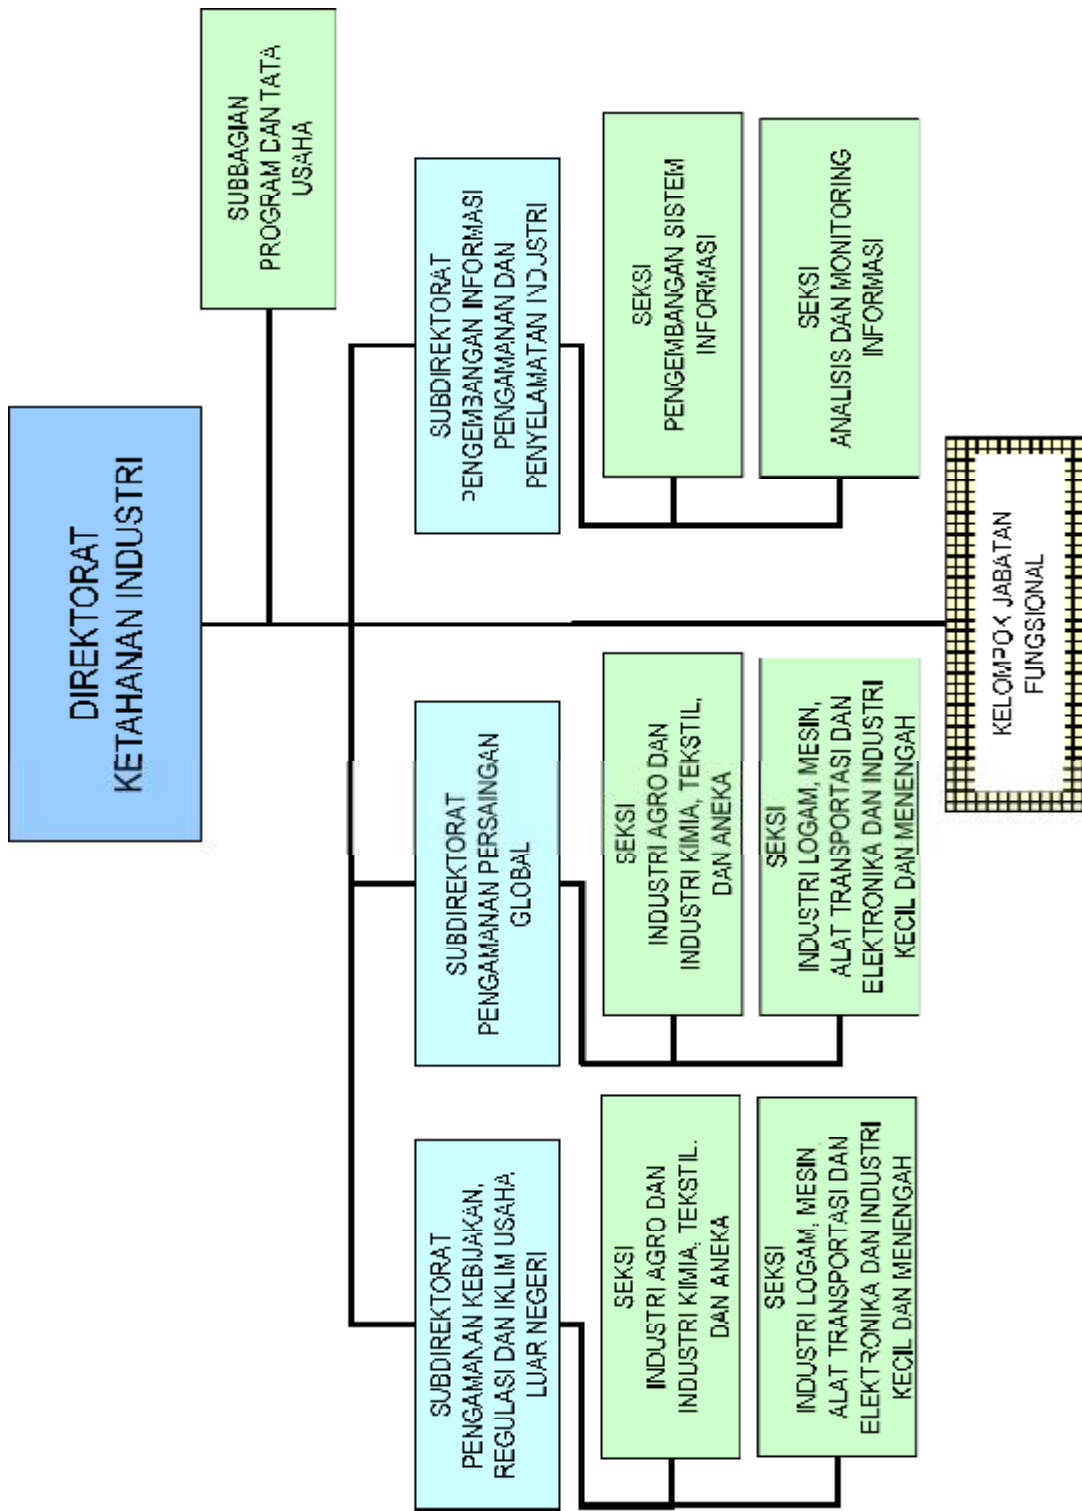 DIREKTORAT
KETAHANAN INDUSTRI
SUBBAGIAN
PROGRAM DAN TATA
USAHA
SUBDIREKTORAT
PENGAMANAN KEBIJAKAN,
REGULASI DAN IKLIM USAHA
LUAR NEGERI
SUBDIREKTORAT
PENGAMANAN PERSAINGAN
GLOBAL
SUBDIREKTORAT
PENGEMBANGAN INFORMASI
PENGAMANAN DAN
PENYELAMATAN INDUSTRI
SEKSI
INDUSTRI AGRO DAN
INDUSTRI KIMIA, TEKSTIL,
DAN ANEKA
SEKSI
INDUSTRI LOGAM, MESIN,
ALAT TRANSPORTASI DAN
ELEKTRONIKA DAN INDUSTRI
KECIL DAN MENENGAH
SEKSI
INDUSTRI AGRO DAN
INDUSTRI KIMIA, TEKSTIL,
DAN ANEKA
SEKSI
INDUSTRI LOGAM, MESIN,
ALAT TRANSPORTASI DAN
ELEKTRONIKA DAN INDUSTRI
KECIL DAN MENENGAH
SEKSI
PENGEMBANGAN SISTEM
INFORMASI
SEKSI
ANALISIS DAN MONITORING
INFORMASI
KELOMPOK JABATAN
FUNGSIONAL